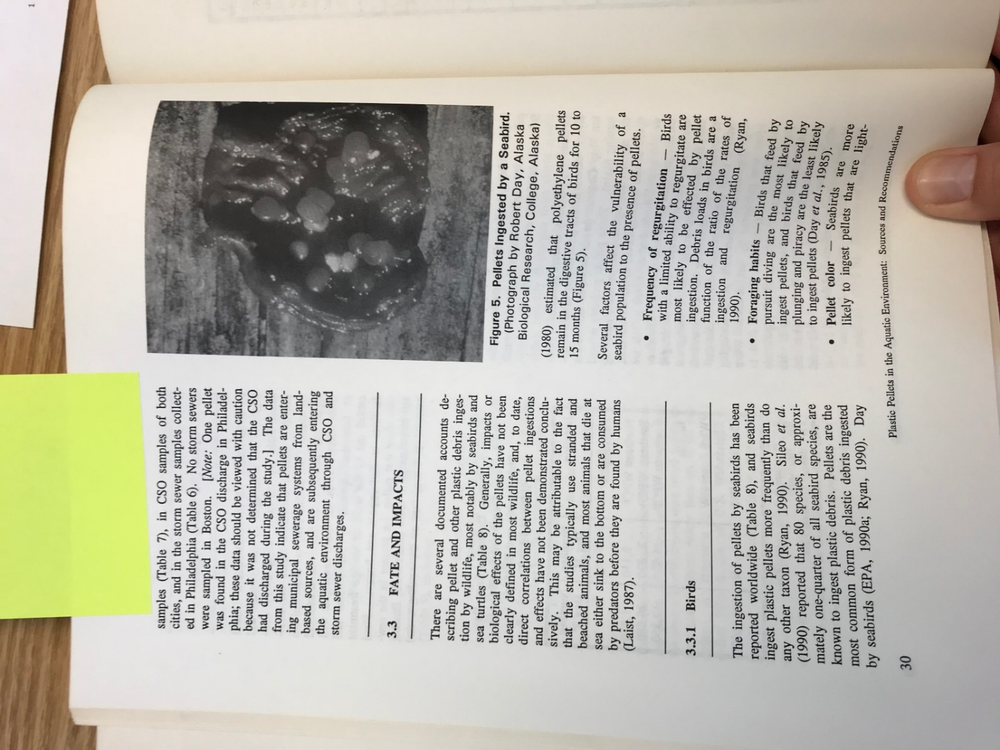 samples (Table 7), in CSO samples of both
cities, and in the storm sewer samples collect-
ed in Philadelphia (Table 6). No storm sewers
were sampled in Boston. [Note: One pellet
was found in the CSO discharge in Philadel-
phia; these data should be viewed with caution
because it was not determined that the CSO
had discharged during the study.] The data
from this study indicate that pellets are enter-
ing municipal sewerage systems from land-
based sources, and are subsequently entering
the aquatic environment through CSO and
storm sewer discharges.
3.3 FATE AND IMPACTS
There are several documented accounts de-
scribing pellet and other plastic debris inges-
tion by wildlife, most notably by seabirds and
sea turtles (Table 8). Generally, impacts or
biological effects of the pellets have not been
clearly defined in most wildlife, and, to date,
direct correlations between pellet ingestions
and effects have not been demonstrated conclu-
sively. This may be attributable to the fact
that the studies typically use stranded and
beached animals, and most animals that die at
sea either sink to the bottom or are consumed
by predators before they are found by humans
(Laist, 1987).
3.3.1 Birds
The ingestion of pellets by seabirds has been
reported worldwide (Table 8), and seabirds
ingest plastic pellets more frequently than do
any other taxon (Ryan, 1990). Sileo et al.
(1990) reported that 80 species, or approxi-
mately one-quarter of all seabird species, are
known to ingest plastic debris. Pellets are the
most common form of plastic debris ingested
by seabirds (EPA, 1990a; Ryan, 1990). Day
Figure 5. Pellets Ingested by a Seabird.
(Photograph by Robert Day, Alaska
Biological Research, College, Alaska)
(1980) estimated that polyethylene pellets
remain in the digestive tracts of birds for 10 to
15 months (Figure 5).
Several factors affect the vulnerability of a
seabird population to the presence of pellets.
• Frequency of regurgitation — Birds
with a limited ability to regurgitate are
most likely to be effected by pellet
ingestion. Debris loads in birds are a
function of the ratio of the rates of
ingestion and regurgitation (Ryan,
1990).
• Foraging habits — Birds that feed by
pursuit diving are the most likely to
ingest pellets, and birds that feed by
plunging and piracy are the least likely
to ingest pellets (Day et al., 1985).
• Pellet color — Seabirds are more
likely to ingest pellets that are light-
30
Plastic Pellets in the Aquatic Environment: Sources and Recommendations
1